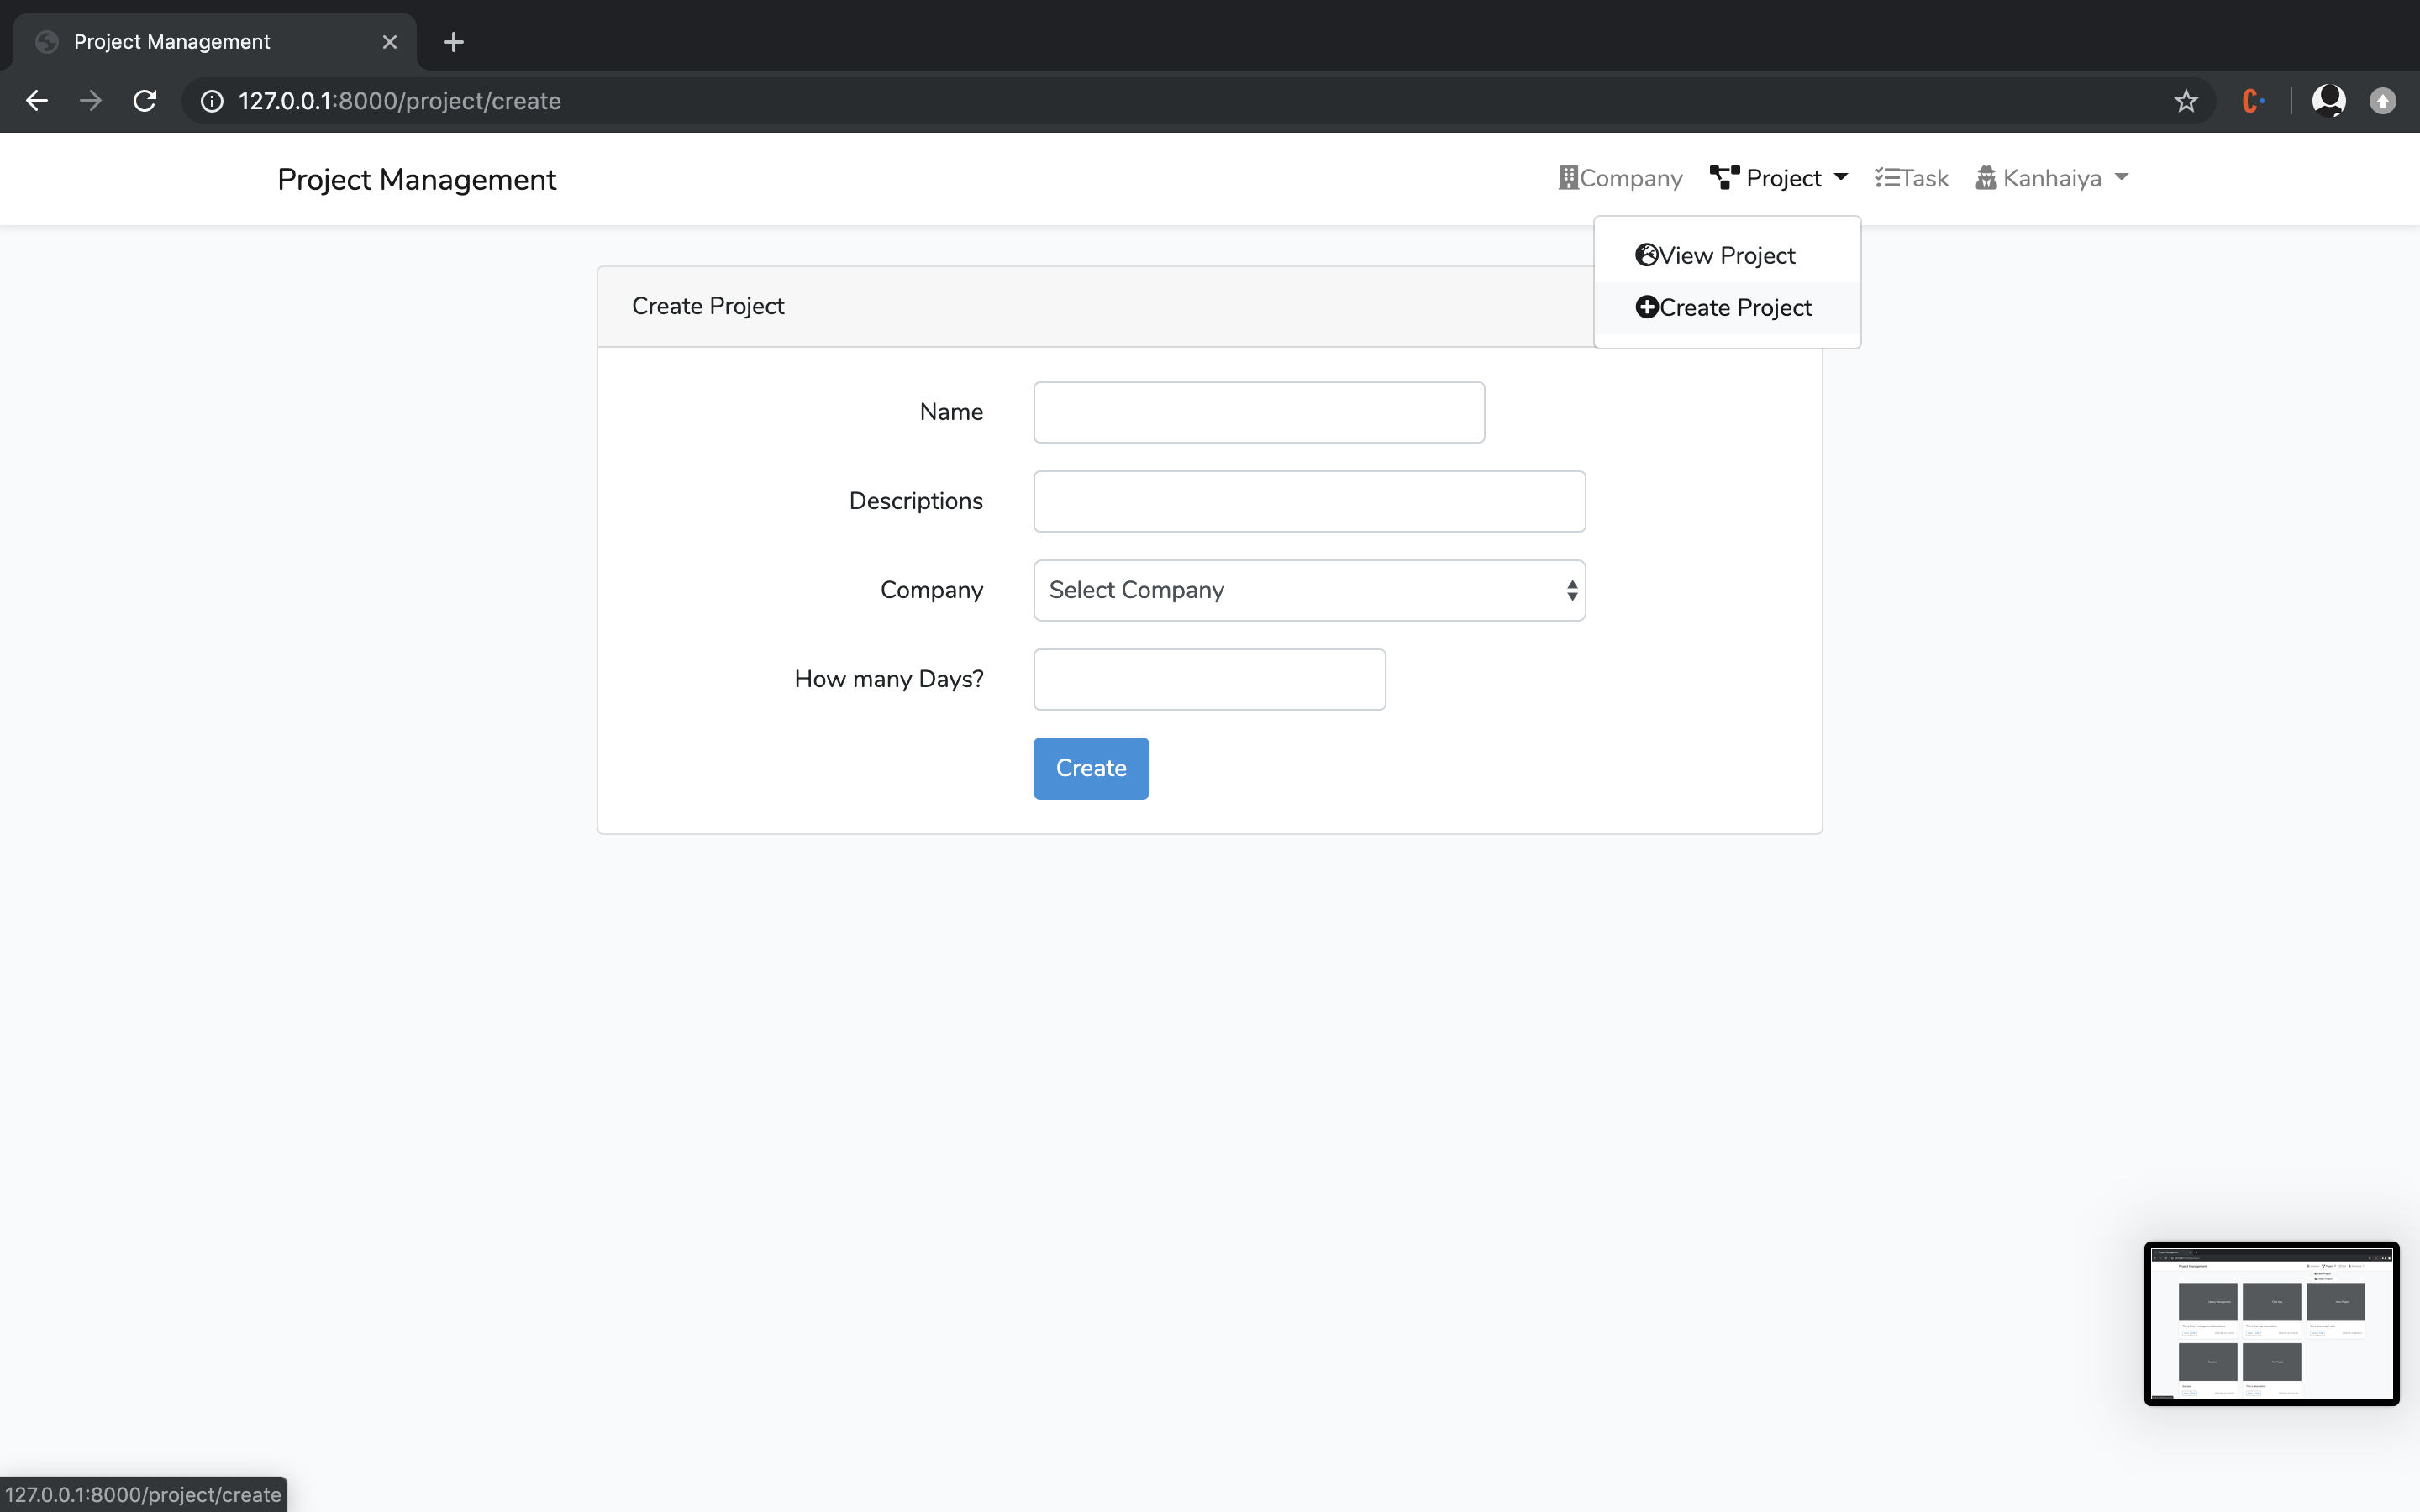 Project Management
127.0.0.1:8000/project/create
Project Management
Company Project Task Kanhaiya
View Project
Create Project
Create Project
Name
Descriptions
Company Select Company
How many Days?
Create
127.0.0.1:8000/project/create